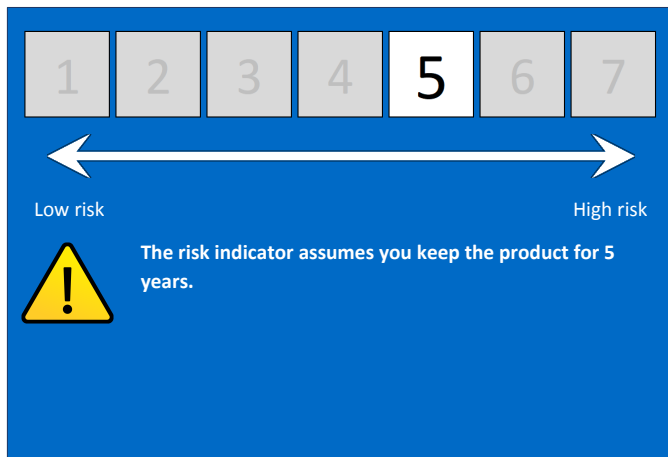 1 2 3 4 5 6 7
Low risk High risk
The risk indicator assumes you keep the product for 5
years.